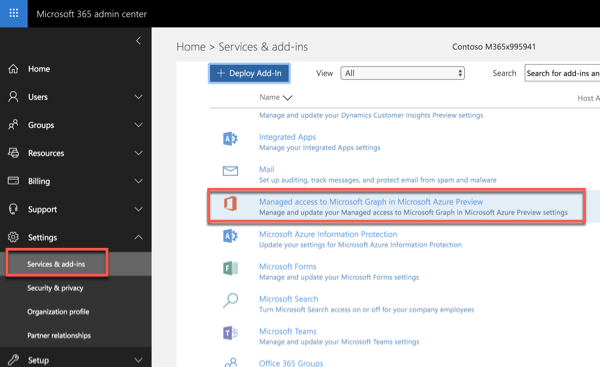 Microsoft 365 admin center
Home
Users
Groups
Resources
Billing
Support
Settings
Services & add-ins
Security & privacy
Organization profile
Partner relationships
Setup
Home > Services & add-ins
Contoso M365x995941
+ Deploy Add-In
View
All
Search
Search for add-ins an
Name
Host A
Manage and update your Dynamics Customer Insights Preview settings
Integrated Apps
Manage your Integrated Apps settings
Mail
Set up auditing, track messages, and protect email from spam and malware
Managed access to Microsoft Graph in Microsoft Azure Preview
Manage and update your Managed access to Microsoft Graph in Microsoft Azure Preview settings
Microsoft Azure Information Protection
Update your settings for Microsoft Azure Information Protection
Microsoft Forms
Manage and update your Microsoft Forms settings
Microsoft Search
Turn Microsoft Search access on or off for your company employees
Microsoft Teams
Manage and update your Microsoft Teams settings
Office 365 Groups